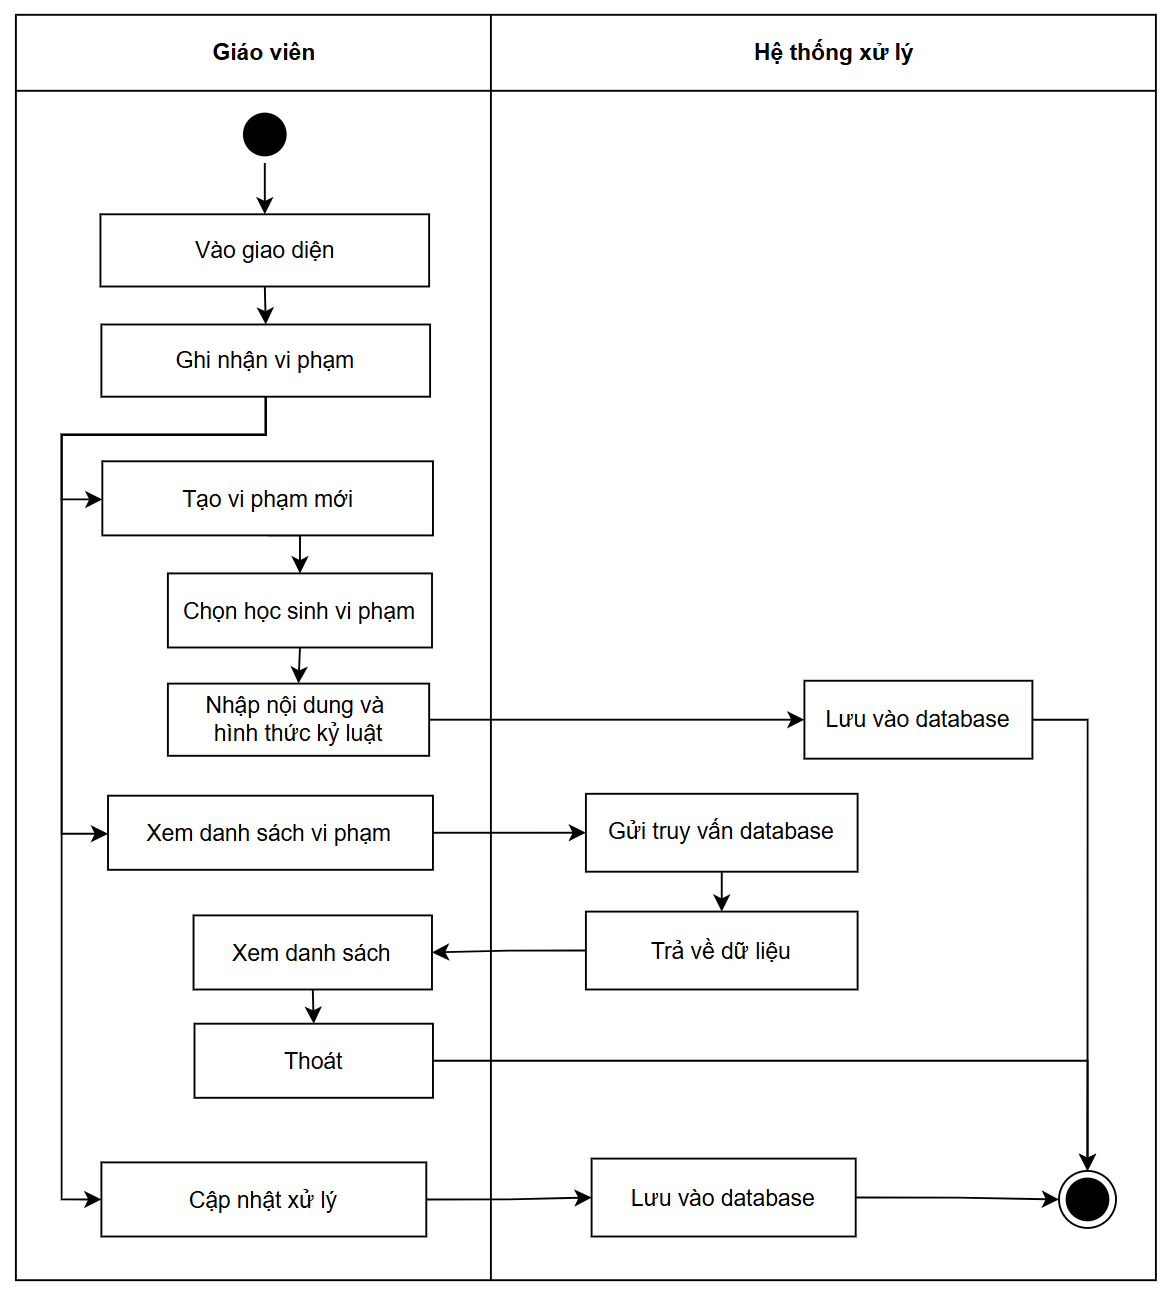 Giáo viên
Hệ thống xử lý
Vào giao diện
Ghi nhận vi phạm
Tạo vi phạm mới
Chọn học sinh vi phạm
Nhập nội dung và
hình thức kỷ luật
Lưu vào database
Xem danh sách vi phạm
Gửi truy vấn database
Trả về dữ liệu
Xem danh sách
Thoát
Cập nhật xử lý
Lưu vào database